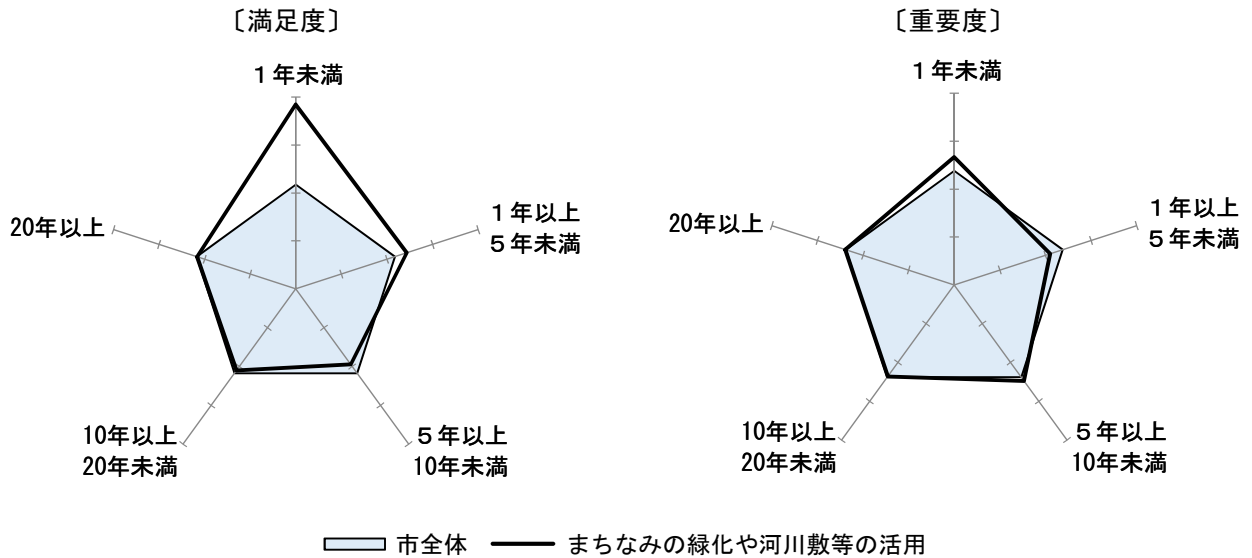 〔満足度〕
１年未満
１年以上
５年未満
５年以上
10年未満
10年以上
20年未満
20年以上
〔重要度〕
１年未満
１年以上
５年未満
５年以上
10年未満
10年以上
20年未満
20年以上
市全体
まちなみの緑化や河川敷等の活用